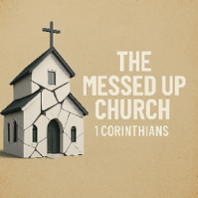 THE
MESSED UP
CHURCH
1 CORINTHIANS